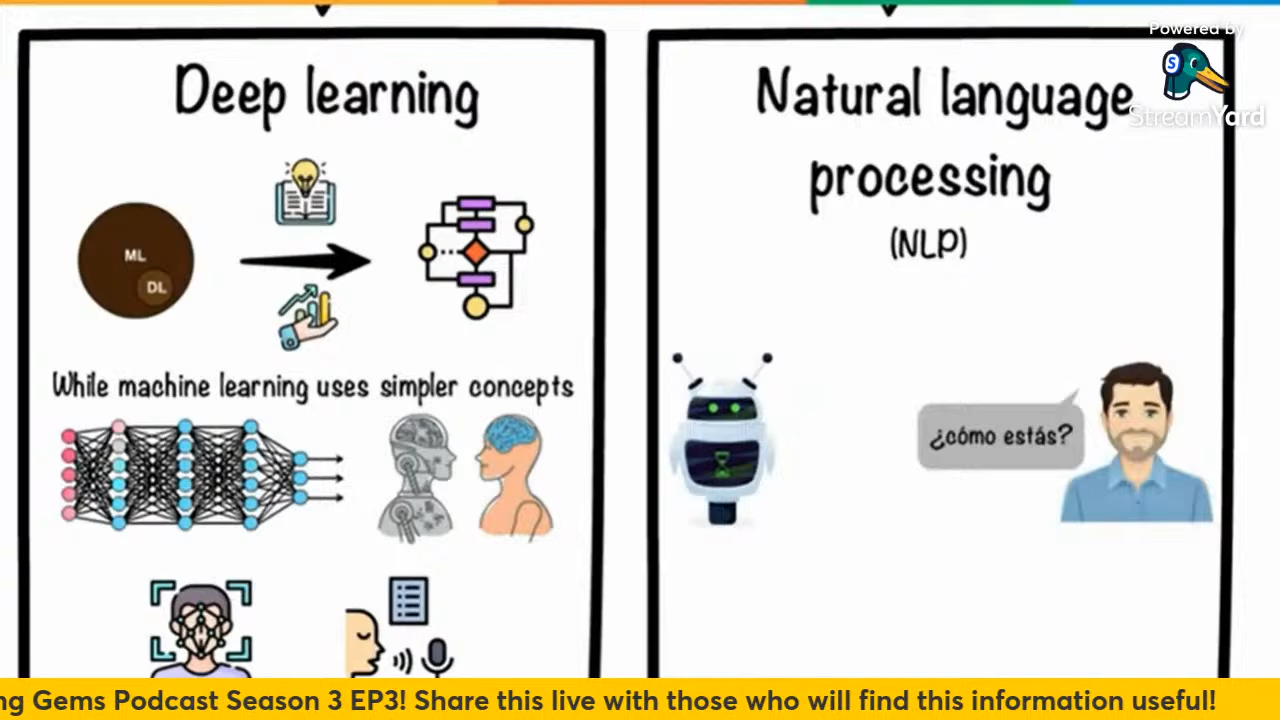 Powered by
StreamYard
Deep learning
ML
DL
While machine learning uses simpler concepts
Natural language
processing
(NLP)
¿cómo estás?
ng Gems Podcast Season 3 EP3! Share this live with those who will find this information useful!